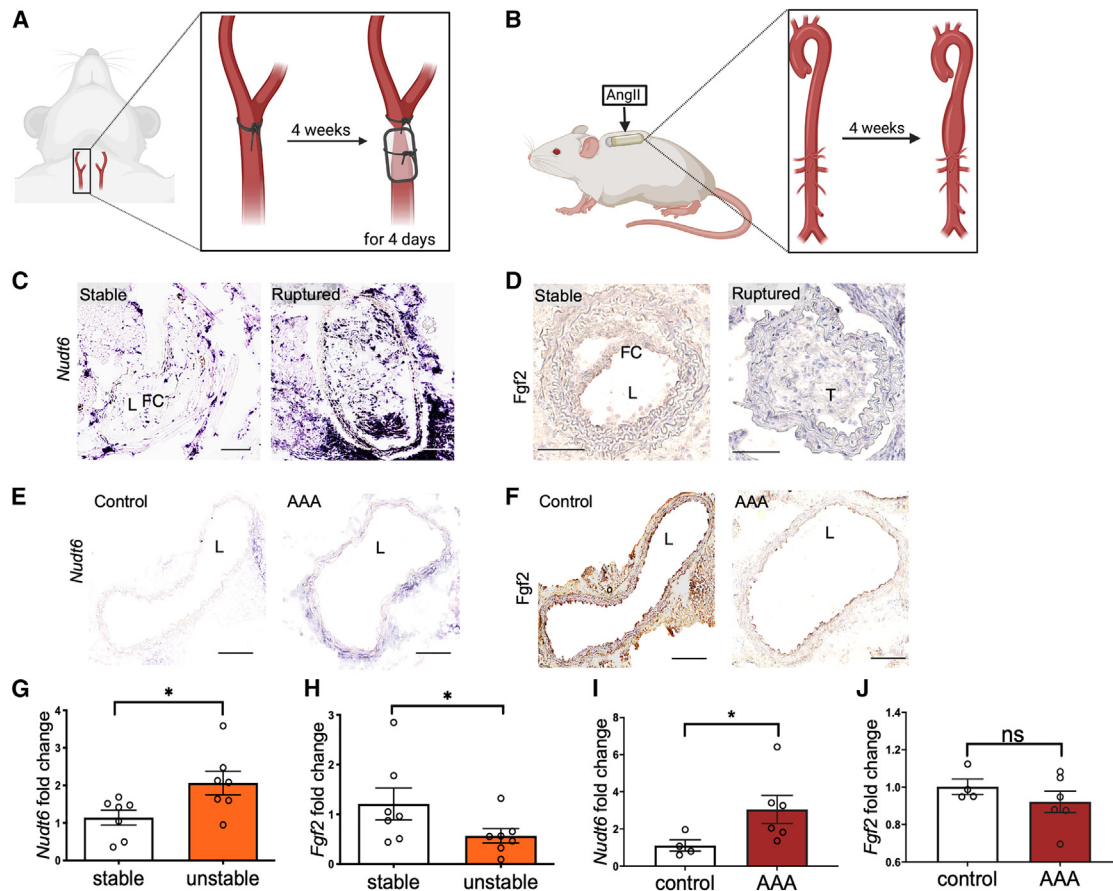 A
4 weeks
for 4 days
B
AngII
4 weeks
C
Nudt6
Stable
L FC
Ruptured
D
Fgf2
Stable
FC
L
Ruptured
T
E
Nudt6
Control
L
AAA
L
F
Fgf2
Control
L
AAA
L
G
Nudt6 fold change
4
3
2
1
0
*
stable
unstable
H
Fgf2 fold change
3
2
1
0
*
stable
unstable
I
Nudt6 fold change
8
6
4
2
0
*
control
AAA
J
Fgf2 fold change
1.4
1.2
1.0
0.8
0.6
ns
control
AAA